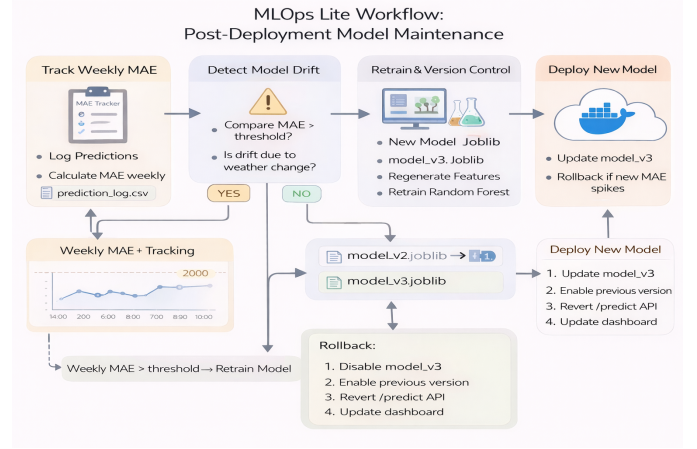 MLOps Lite Workflow:
Post-Deployment Model Maintenance
Track Weekly MAE
MAE Tracker
• Log Predictions
• Calculate MAE weekly
prediction_log.csv
Detect Model Drift
• Compare MAE >
threshold?
• Is drift due to
weather change?
Retrain & Version Control
• New Model Joblib
• model_v3. Joblib
• Regenerate Features
• Retrain Random Forest
Deploy New Model
• Update model_v3
• Rollback if new MAE
spikes
YES
NO
Weekly MAE + Tracking
2000
14:00 200 6:00 8:00 7:00 8:90 10:00
Weekly MAE > threshold → Retrain Model
model_v2.joblib →
model_v3.joblib
Rollback:
1. Disable model_v3
2. Enable previous version
3. Revert /predict API
4. Update dashboard
Deploy New Model
1. Update model_v3
2. Enable previous version
3. Revert /predict API
4. Update dashboard